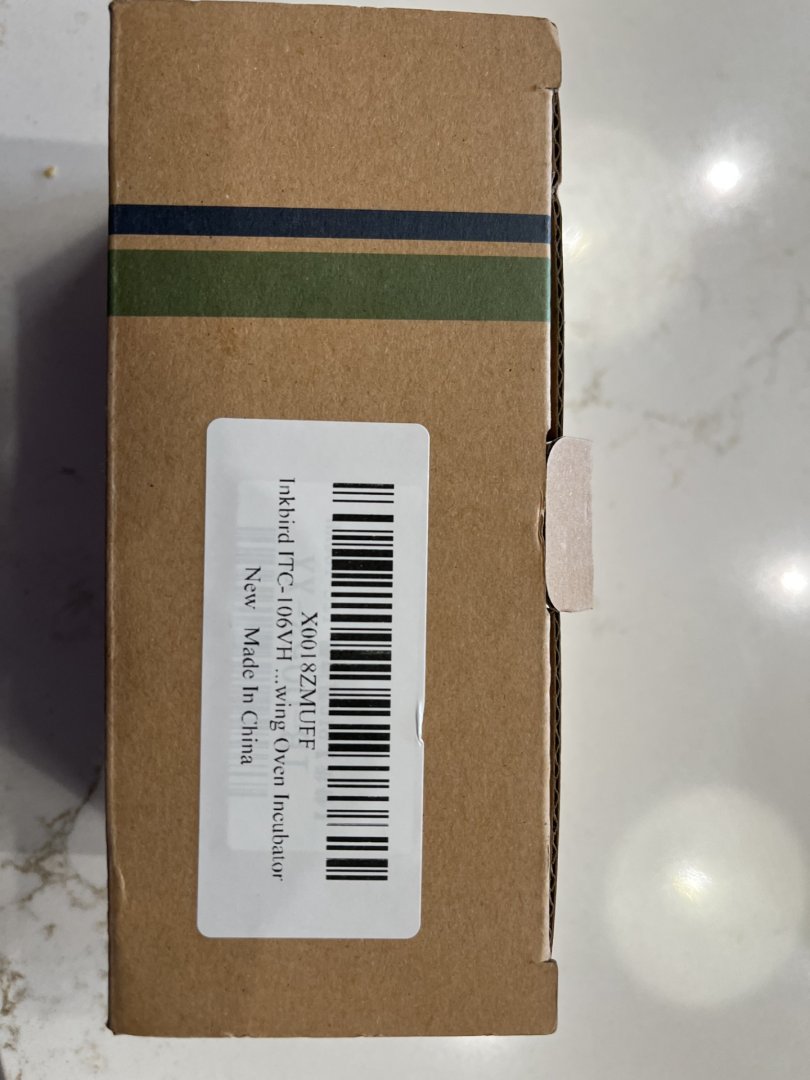 X0018ZMUFF
Inkbird ITC-106VH ...wing Oven Incubator
New Made In China